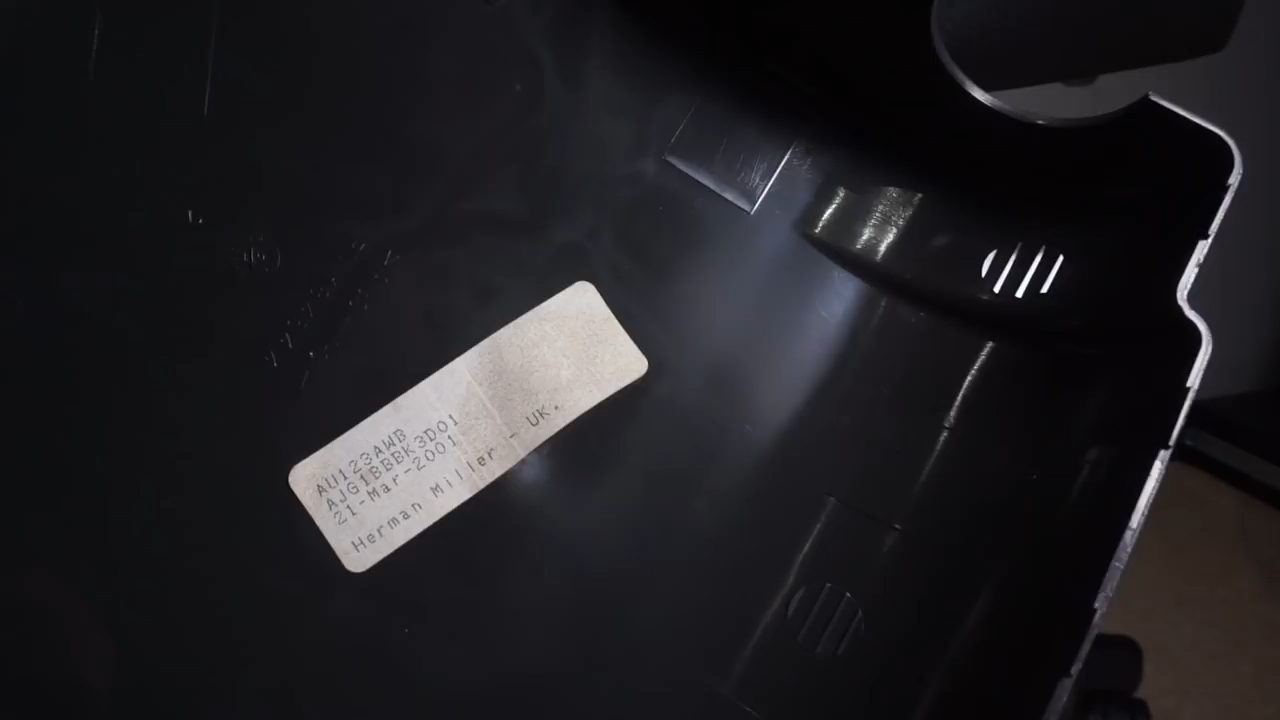 AU123AWB
AJG1BBBK3D01
21-Mar-2001
Herman Miller - UK.